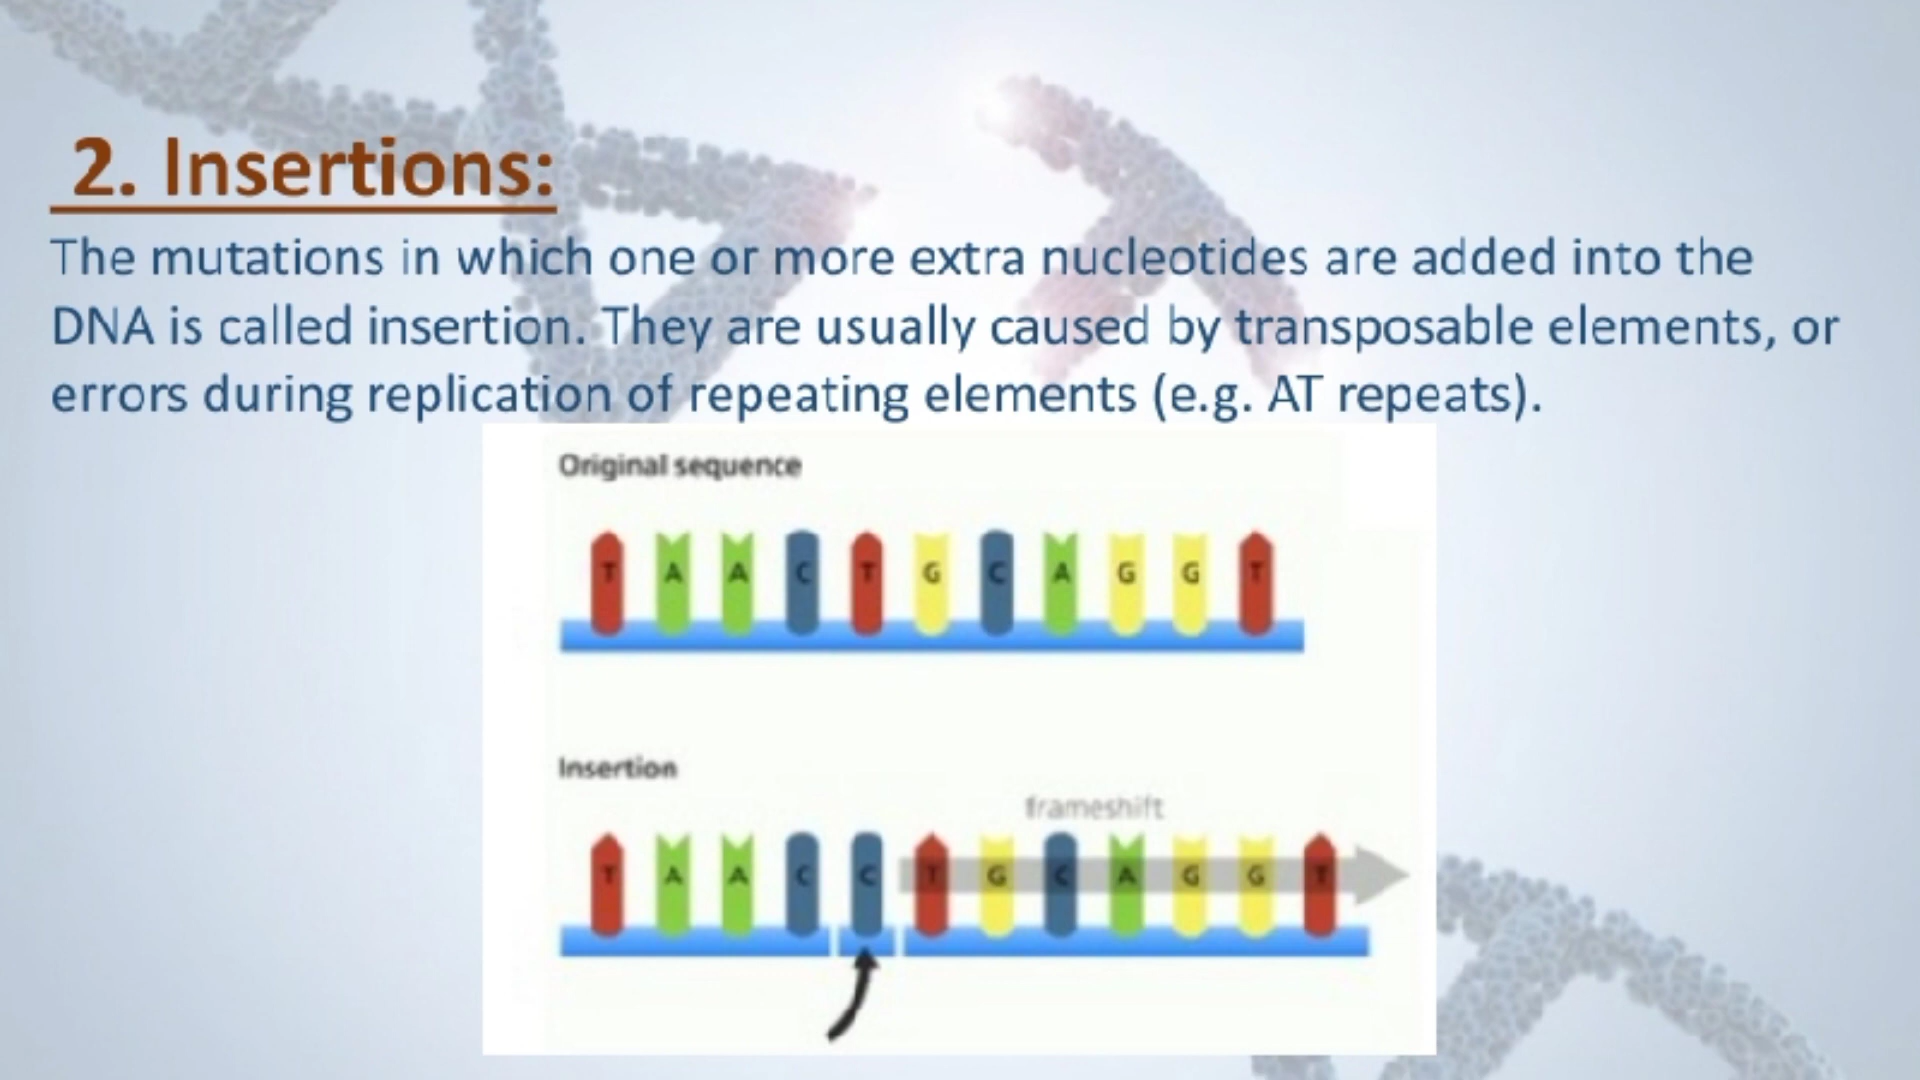 2. Insertions:
The mutations in which one or more extra nucleotides are added into the
DNA is called insertion. They are usually caused by transposable elements, or
errors during replication of repeating elements (e.g. AT repeats).
Original sequence
T A A C T G C A G G T
Insertion
frameshift
T A A C C T G C A G G T